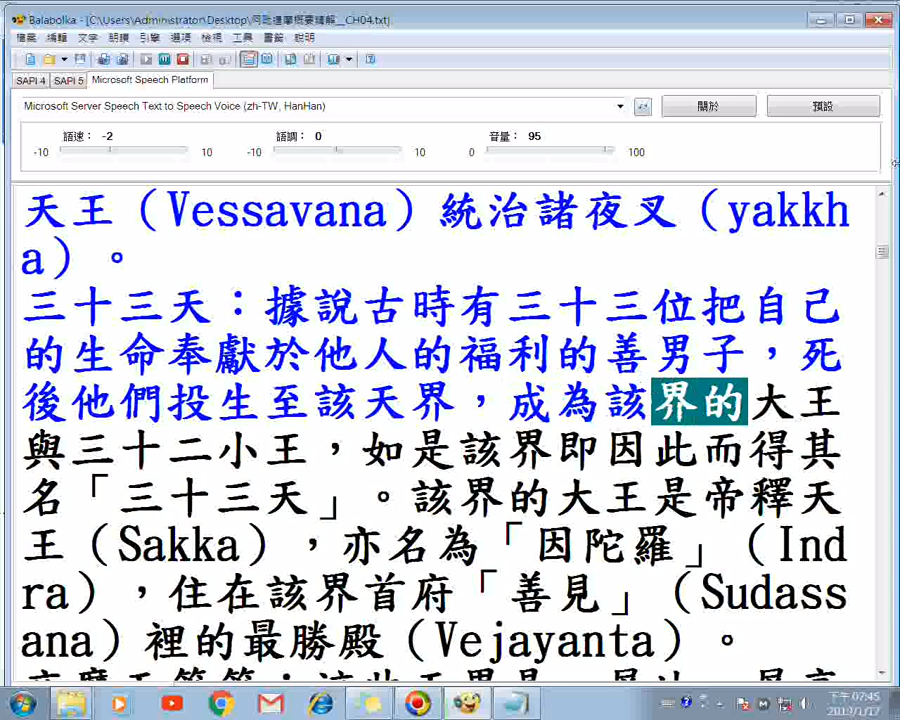 Balabolka - [C:\Users\Administrator\Desktop\阿毗達摩概要精解__CH04.txt]
檔案 編輯 文字 朗讀 引擎 選項 檢視 工具 書籤 說明
SAPI 4 SAPI 5 Microsoft Speech Platform
Microsoft Server Speech Text to Speech Voice (zh-TW, HanHan) 關於 預設
語速： -2 語調： 0 音量： 95
-10 10 -10 10 0 100
天王（Vessavana）統治諸夜叉（yakkh
a）。
三十三天：據說古時有三十三位把自己
的生命奉獻於他人的福利的善男子，死
後他們投生至該天界，成為該界的大王
與三十二小王，如是該界即因此而得其
名「三十三天」。該界的大王是帝釋天
王（Sakka），亦名為「因陀羅」（Ind
ra），住在該界首府「善見」（Sudass
ana）裡的最勝殿（Vejayanta）。
下午 07:45
2019/1/17